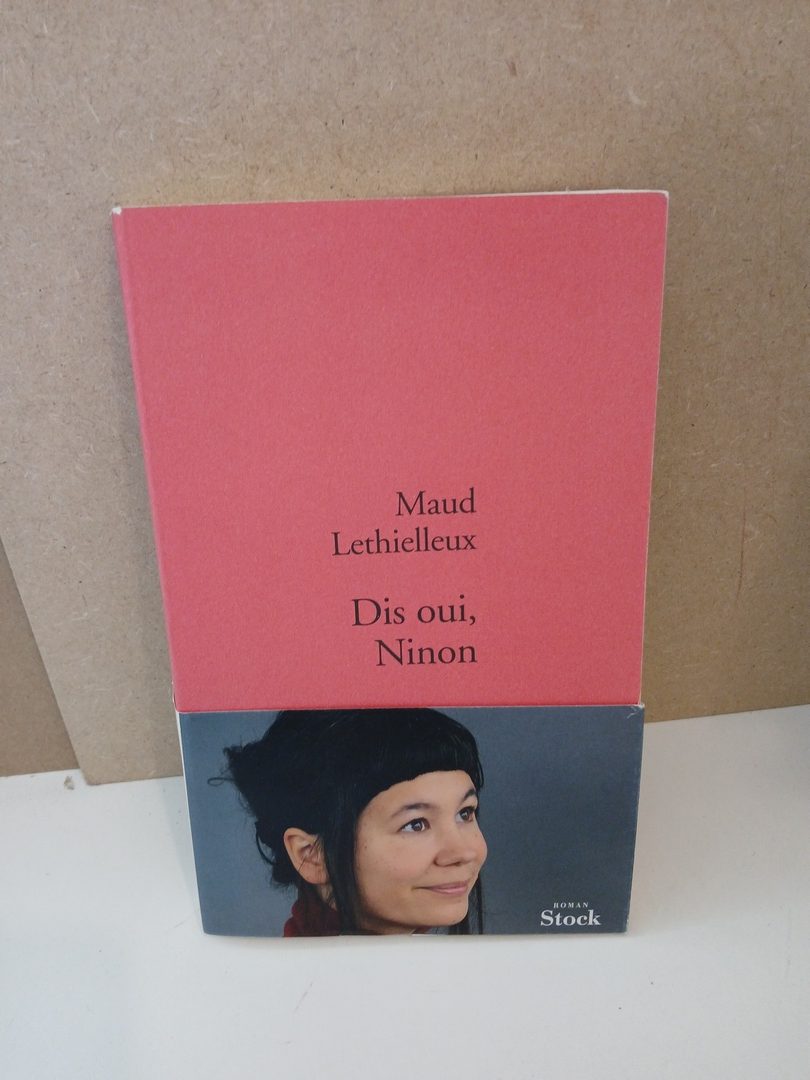 Maud
Lethielleux
Dis oui,
Ninon
ROMAN
Stock